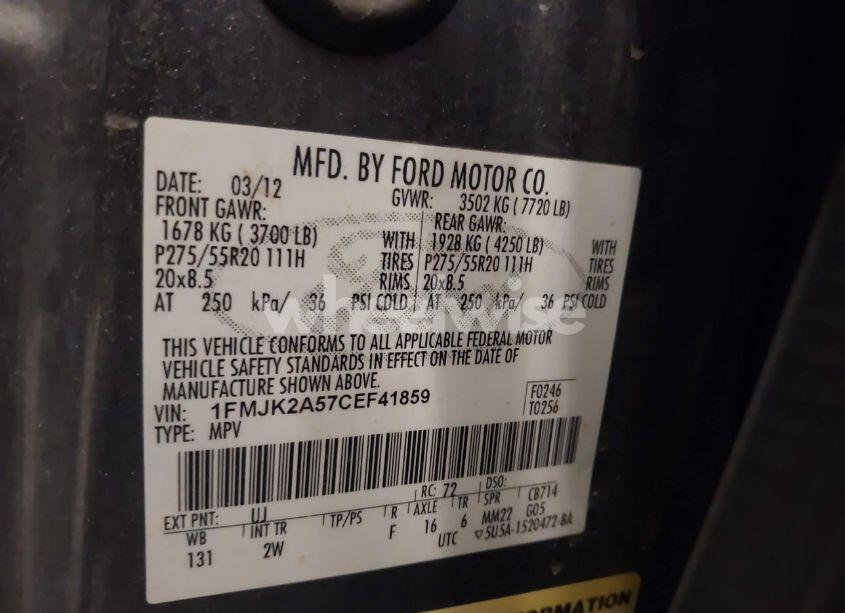 MFD. BY FORD MOTOR CO.
DATE: 03/12 GVWR: 3502 KG ( 7720 LB)
FRONT GAWR: REAR GAWR:
1678 KG ( 3700 LB) WITH 1928 KG ( 4250 LB) WITH
P275/55R20 111H TIRES P275/55R20 111H TIRES
20x8.5 RIMS 20x8.5 RIMS
AT 250 kPa/ 36 PSI COLD AT 250 kPa/ 36 PSI COLD
wheelwise
THIS VEHICLE CONFORMS TO ALL APPLICABLE FEDERAL MOTOR
VEHICLE SAFETY STANDARDS IN EFFECT ON THE DATE OF
MANUFACTURE SHOWN ABOVE.
VIN: 1FMJK2A57CEF41859 F0246
TYPE: MPV T0256
RC: 72 DSO:
EXT PNT: UJ CB714
WB INT TR TP/PS R AXLE TR SPR G05
131 2W F 16 6 MM22
UTC ▽5U5A-1520472-BA
INFORMATION